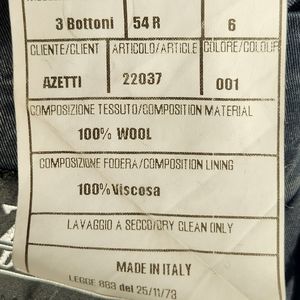 3 Bottoni 54 R 6
CLIENTE/CLIENT ARTICOLO/ARTICLE COLORE/COLOUR
AZETTI 22037 001
COMPOSIZIONE TESSUTO/COMPOSITION MATERIAL
100% WOOL
COMPOSIZIONE FODERA/COMPOSITION LINING
100%Viscosa
LAVAGGIO A SECCO/DRY CLEAN ONLY
MADE IN ITALY
LEGGE 883 del 25/11/73